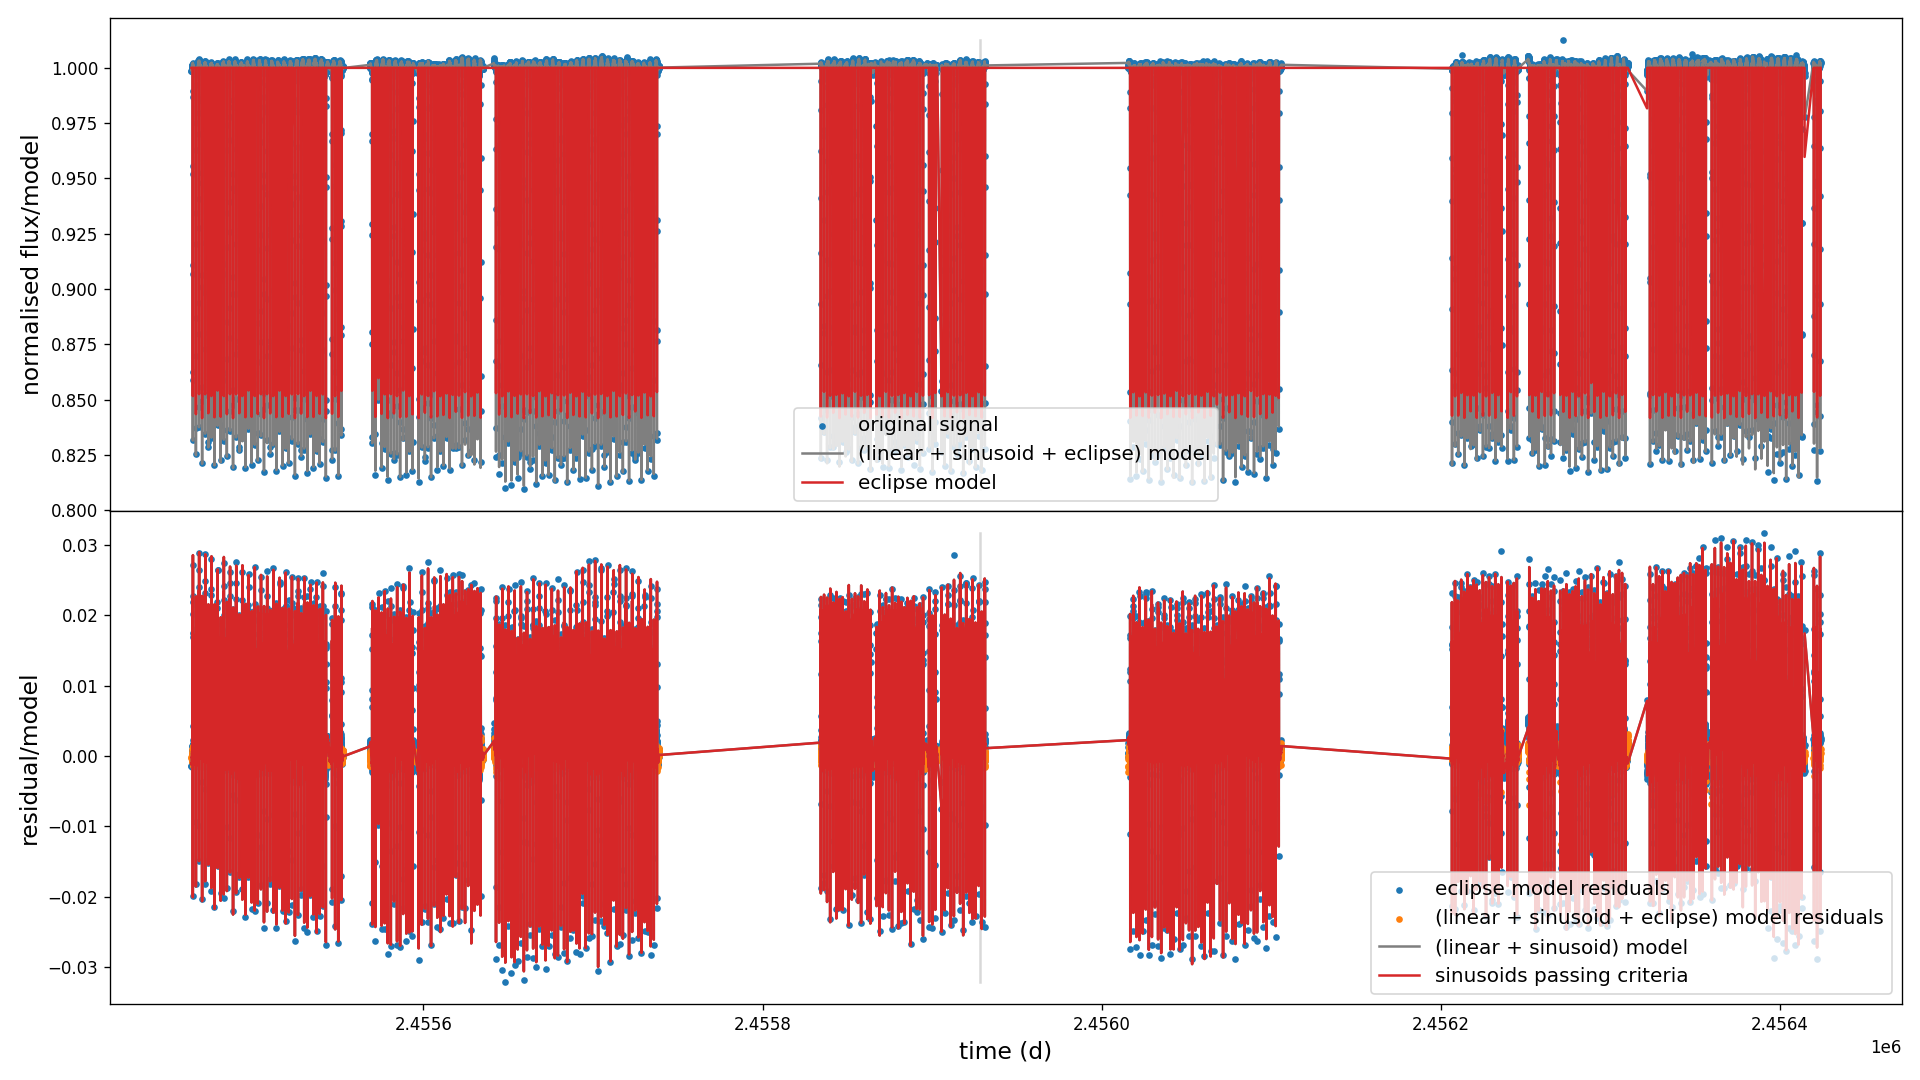 normalised flux/model
1.000
0.975
0.950
0.925
0.900
0.875
0.850
0.825
0.800
original signal
(linear + sinusoid + eclipse) model
eclipse model
residual/model
0.03
0.02
0.01
0.00
−0.01
−0.02
−0.03
eclipse model residuals
(linear + sinusoid + eclipse) model residuals
(linear + sinusoid) model
sinusoids passing criteria
2.4556
2.4558
2.4560
2.4562
2.4564
1e6
time (d)